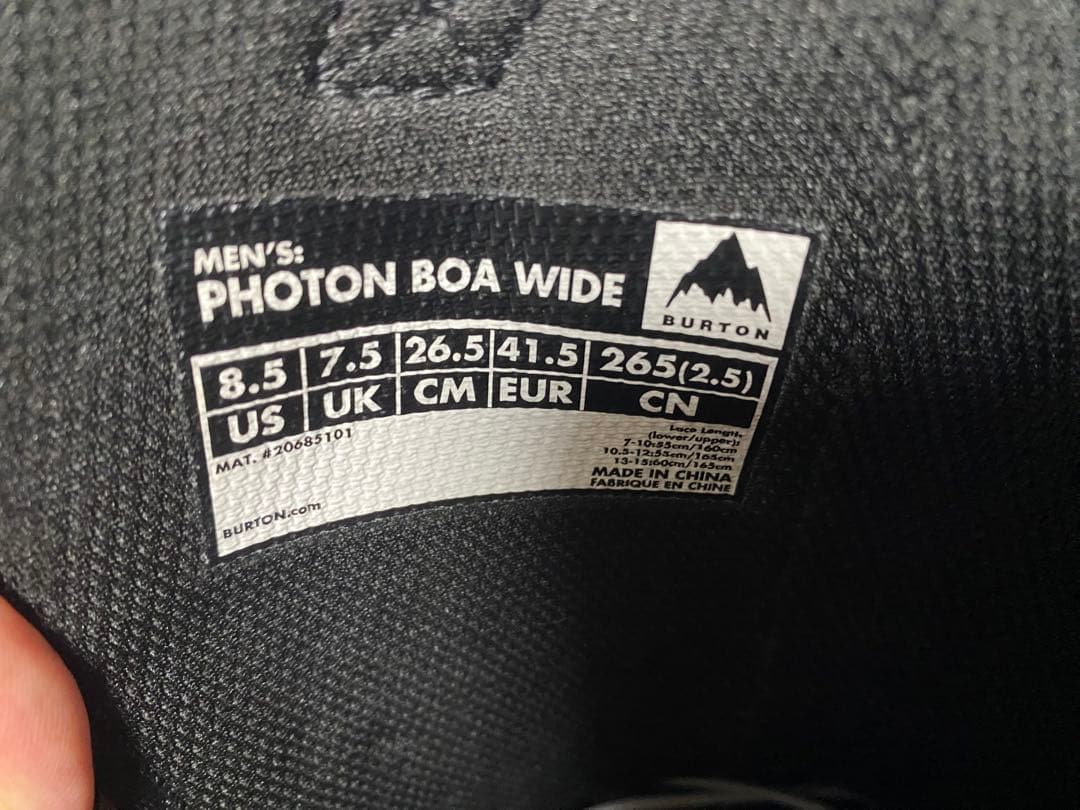 MEN'S:
PHOTON BOA WIDE
BURTON
8.5 7.5 26.5 41.5 265(2.5)
US UK CM EUR CN
MAT. #20685101
Lace Length,
(lower/upper):
7-10:55cm/160cm
10.5-12:55cm/165cm
13-15:60cm/165cm
MADE IN CHINA
FABRIQUE EN CHINE
BURTON.com